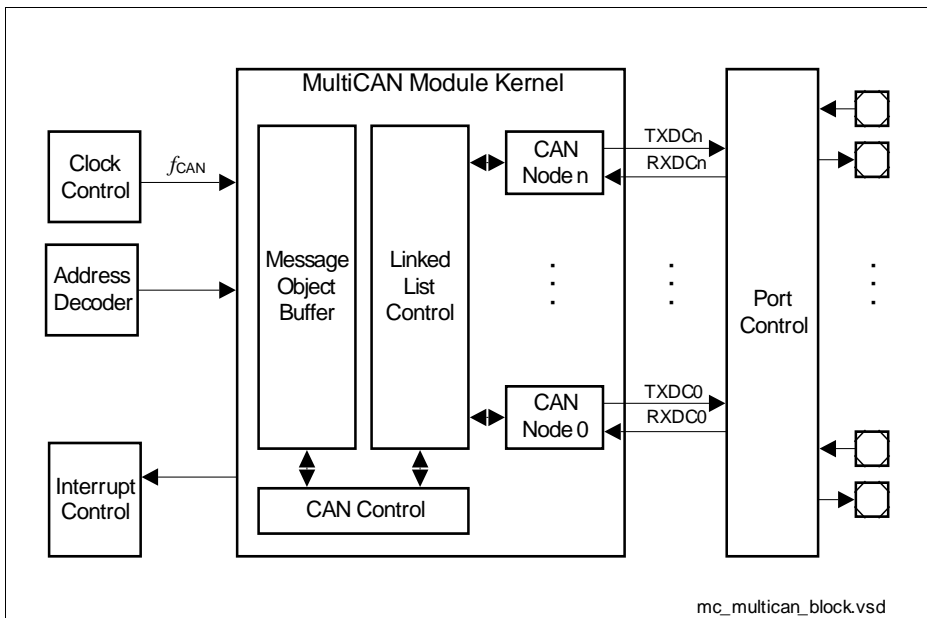 MultiCAN Module Kernel
Clock
Control
fCAN
Address
Decoder
Interrupt
Control
Message
Object
Buffer
Linked
List
Control
CAN Control
CAN
Node n
TXDCn
RXDCn
CAN
Node 0
TXDC0
RXDC0
Port
Control
mc_multican_block.vsd